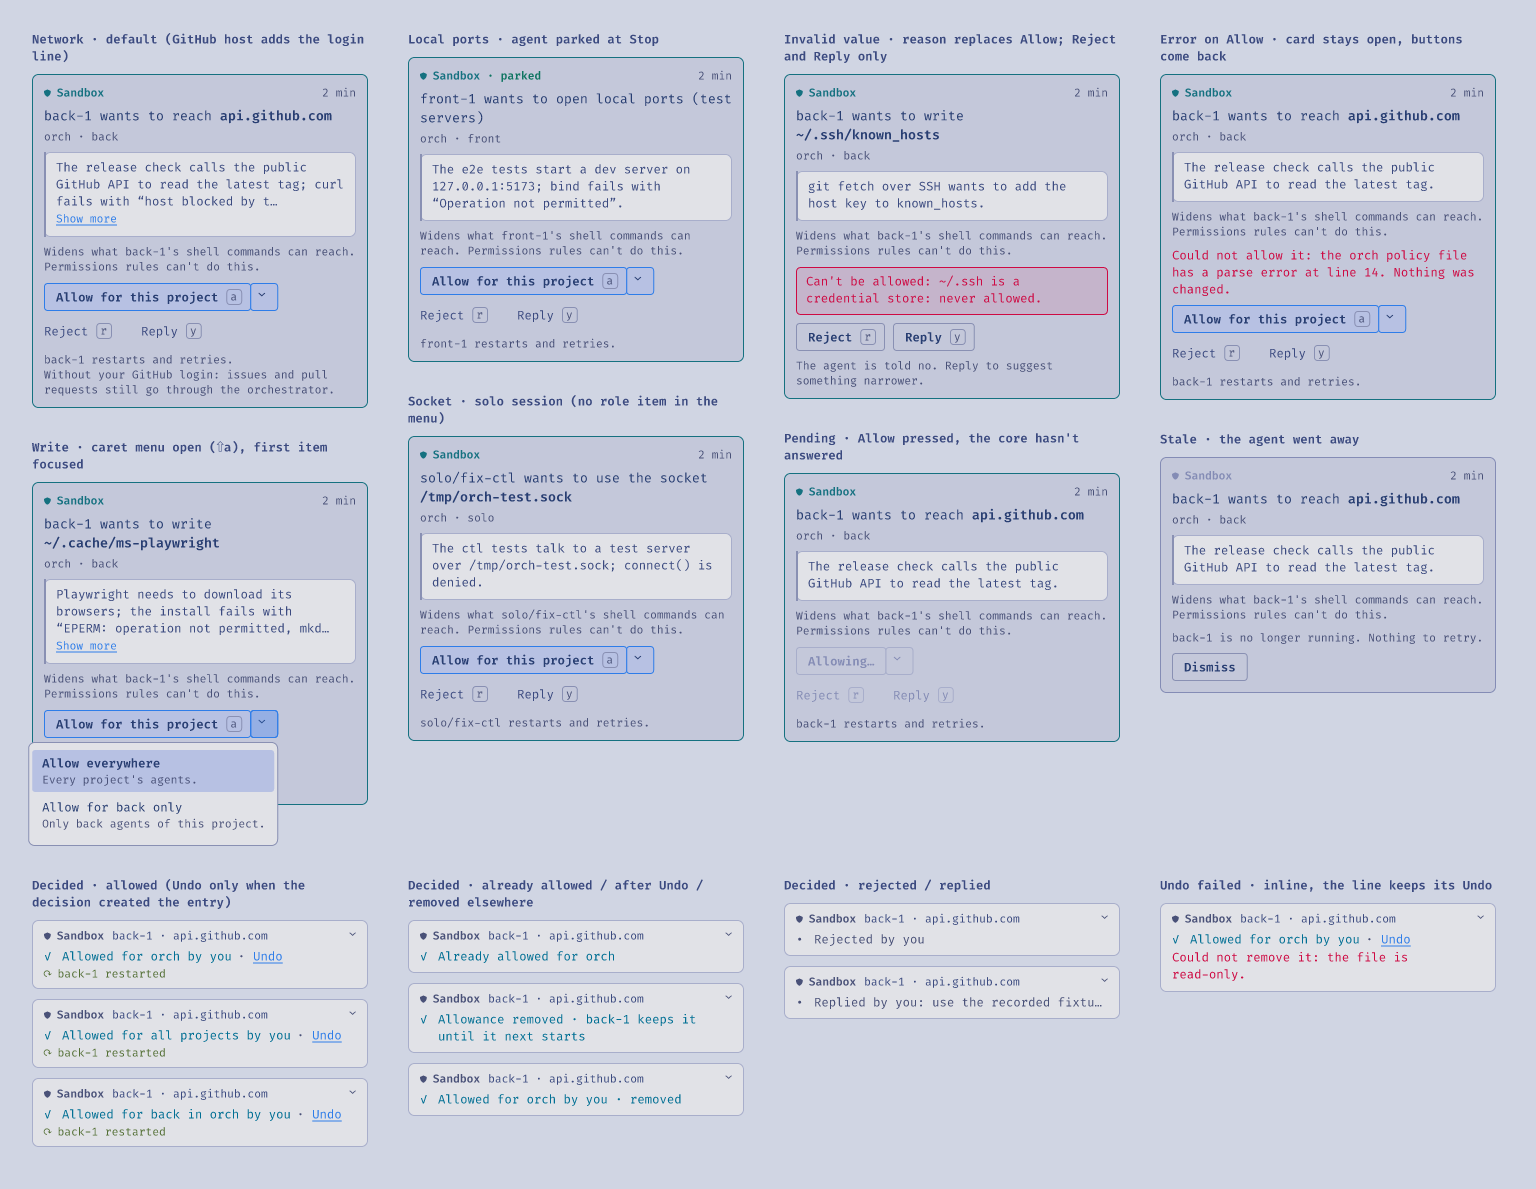 Network · default (GitHub host adds the login
line)
Sandbox 2 min
back-1 wants to reach api.github.com
orch · back
The release check calls the public
GitHub API to read the latest tag; curl
fails with “host blocked by t…
Show more
Widens what back-1's shell commands can reach.
Permissions rules can't do this.
Allow for this project a
Reject r Reply y
back-1 restarts and retries.
Without your GitHub login: issues and pull
requests still go through the orchestrator.
Write · caret menu open (⇧a), first item
focused
Sandbox 2 min
back-1 wants to write
~/.cache/ms-playwright
orch · back
Playwright needs to download its
browsers; the install fails with
“EPERM: operation not permitted, mkd…
Show more
Widens what back-1's shell commands can reach.
Permissions rules can't do this.
Allow for this project a
Allow everywhere
Every project's agents.
Allow for back only
Only back agents of this project.
Local ports · agent parked at Stop
Sandbox · parked 2 min
front-1 wants to open local ports (test
servers)
orch · front
The e2e tests start a dev server on
127.0.0.1:5173; bind fails with
“Operation not permitted”.
Widens what front-1's shell commands can
reach. Permissions rules can't do this.
Allow for this project a
Reject r Reply y
front-1 restarts and retries.
Socket · solo session (no role item in the
menu)
Sandbox 2 min
solo/fix-ctl wants to use the socket
/tmp/orch-test.sock
orch · solo
The ctl tests talk to a test server
over /tmp/orch-test.sock; connect() is
denied.
Widens what solo/fix-ctl's shell commands can
reach. Permissions rules can't do this.
Allow for this project a
Reject r Reply y
solo/fix-ctl restarts and retries.
Invalid value · reason replaces Allow; Reject
and Reply only
Sandbox 2 min
back-1 wants to write
~/.ssh/known_hosts
orch · back
git fetch over SSH wants to add the
host key to known_hosts.
Widens what back-1's shell commands can reach.
Permissions rules can't do this.
Can't be allowed: ~/.ssh is a
credential store: never allowed.
Reject r Reply y
The agent is told no. Reply to suggest
something narrower.
Pending · Allow pressed, the core hasn't
answered
Sandbox 2 min
back-1 wants to reach api.github.com
orch · back
The release check calls the public
GitHub API to read the latest tag.
Widens what back-1's shell commands can reach.
Permissions rules can't do this.
Allowing…
Reject r Reply y
back-1 restarts and retries.
Error on Allow · card stays open, buttons
come back
Sandbox 2 min
back-1 wants to reach api.github.com
orch · back
The release check calls the public
GitHub API to read the latest tag.
Widens what back-1's shell commands can reach.
Permissions rules can't do this.
Could not allow it: the orch policy file
has a parse error at line 14. Nothing was
changed.
Allow for this project a
Reject r Reply y
back-1 restarts and retries.
Stale · the agent went away
Sandbox 2 min
back-1 wants to reach api.github.com
orch · back
The release check calls the public
GitHub API to read the latest tag.
Widens what back-1's shell commands can reach.
Permissions rules can't do this.
back-1 is no longer running. Nothing to retry.
Dismiss
Decided · allowed (Undo only when the
decision created the entry)
Sandbox back-1 · api.github.com
√ Allowed for orch by you · Undo
⟳ back-1 restarted
Sandbox back-1 · api.github.com
√ Allowed for all projects by you · Undo
⟳ back-1 restarted
Sandbox back-1 · api.github.com
√ Allowed for back in orch by you · Undo
⟳ back-1 restarted
Decided · already allowed / after Undo /
removed elsewhere
Sandbox back-1 · api.github.com
√ Already allowed for orch
Sandbox back-1 · api.github.com
√ Allowance removed · back-1 keeps it
until it next starts
Sandbox back-1 · api.github.com
√ Allowed for orch by you · removed
Decided · rejected / replied
Sandbox back-1 · api.github.com
• Rejected by you
Sandbox back-1 · api.github.com
• Replied by you: use the recorded fixtu…
Undo failed · inline, the line keeps its Undo
Sandbox back-1 · api.github.com
√ Allowed for orch by you · Undo
Could not remove it: the file is
read-only.